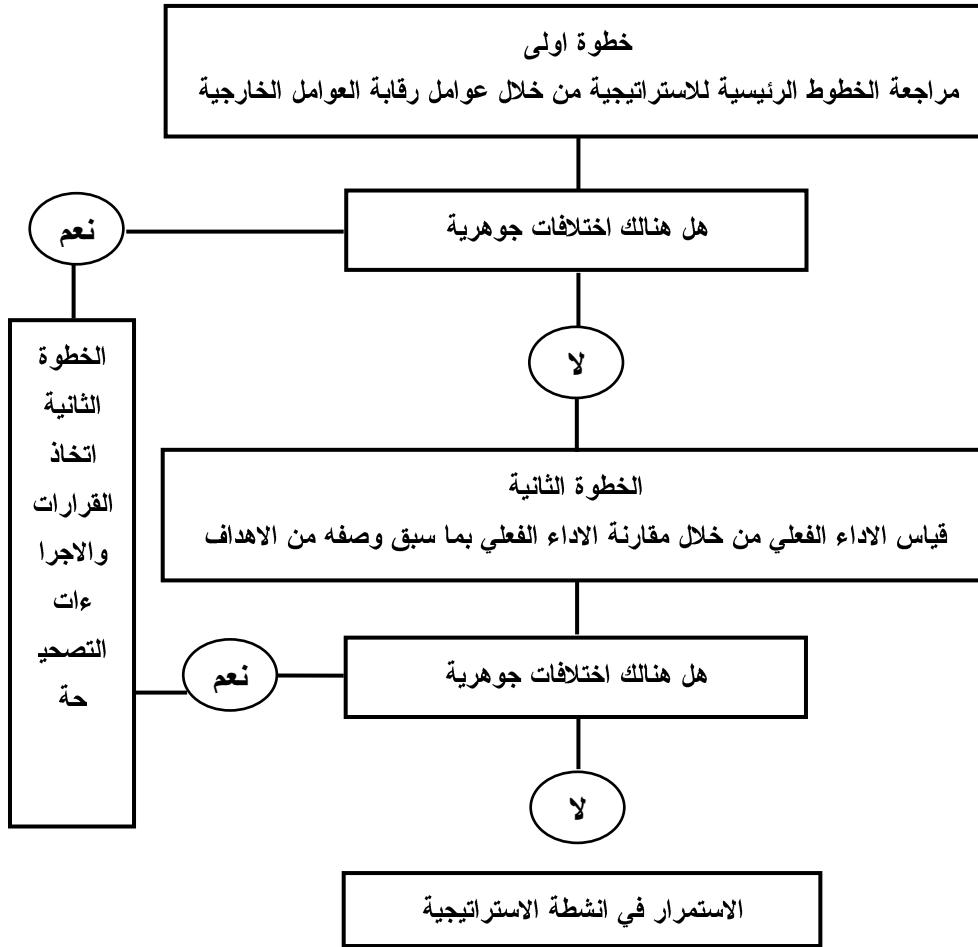 خطوة اولى
مراجعة الخطوط الرئيسية للاستراتيجية من خلال عوامل رقابة العوامل الخارجية
هل هنالك اختلافات جوهرية
نعم
لا
الخطوة
الثانية
اتخاذ
القرارات
والاجرا
ءات
التصحيـ
حة
الخطوة الثانية
قياس الاداء الفعلي من خلال مقارنة الاداء الفعلي بما سبق وصفه من الاهداف
هل هنالك اختلافات جوهرية
نعم
لا
الاستمرار في انشطة الاستراتيجية